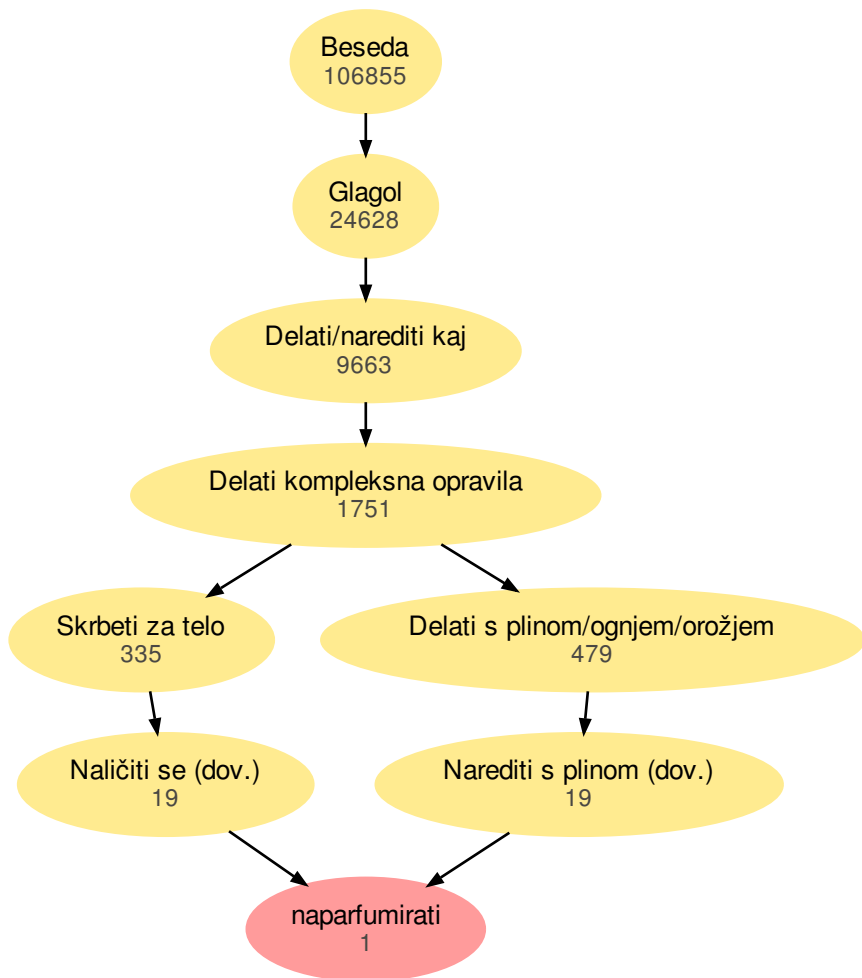 Beseda
106855
Glagol
24628
Delati/narediti kaj
9663
Delati kompleksna opravila
1751
Skrbeti za telo
335
Delati s plinom/ognjem/orožjem
479
Naličiti se (dov.)
19
Narediti s plinom (dov.)
19
naparfumirati
1